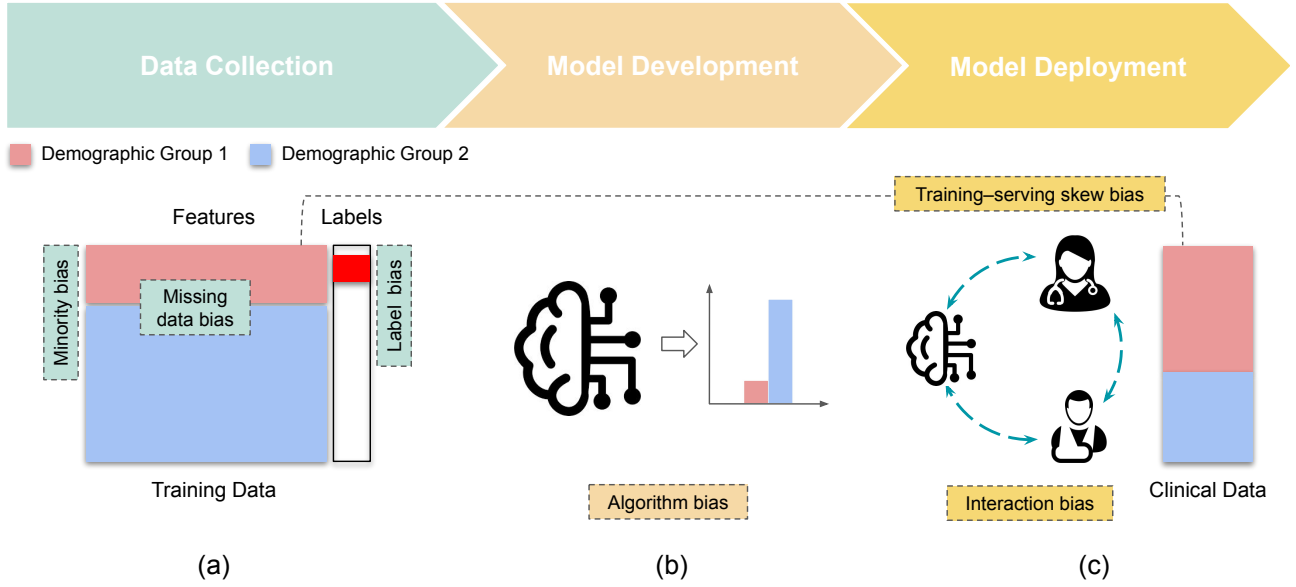 Data Collection
Model Development
Model Deployment
Demographic Group 1
Demographic Group 2
Training–serving skew bias
Features
Labels
Minority bias
Missing
data bias
Label bias
Training Data
Algorithm bias
Interaction bias
Clinical Data
(a)
(b)
(c)